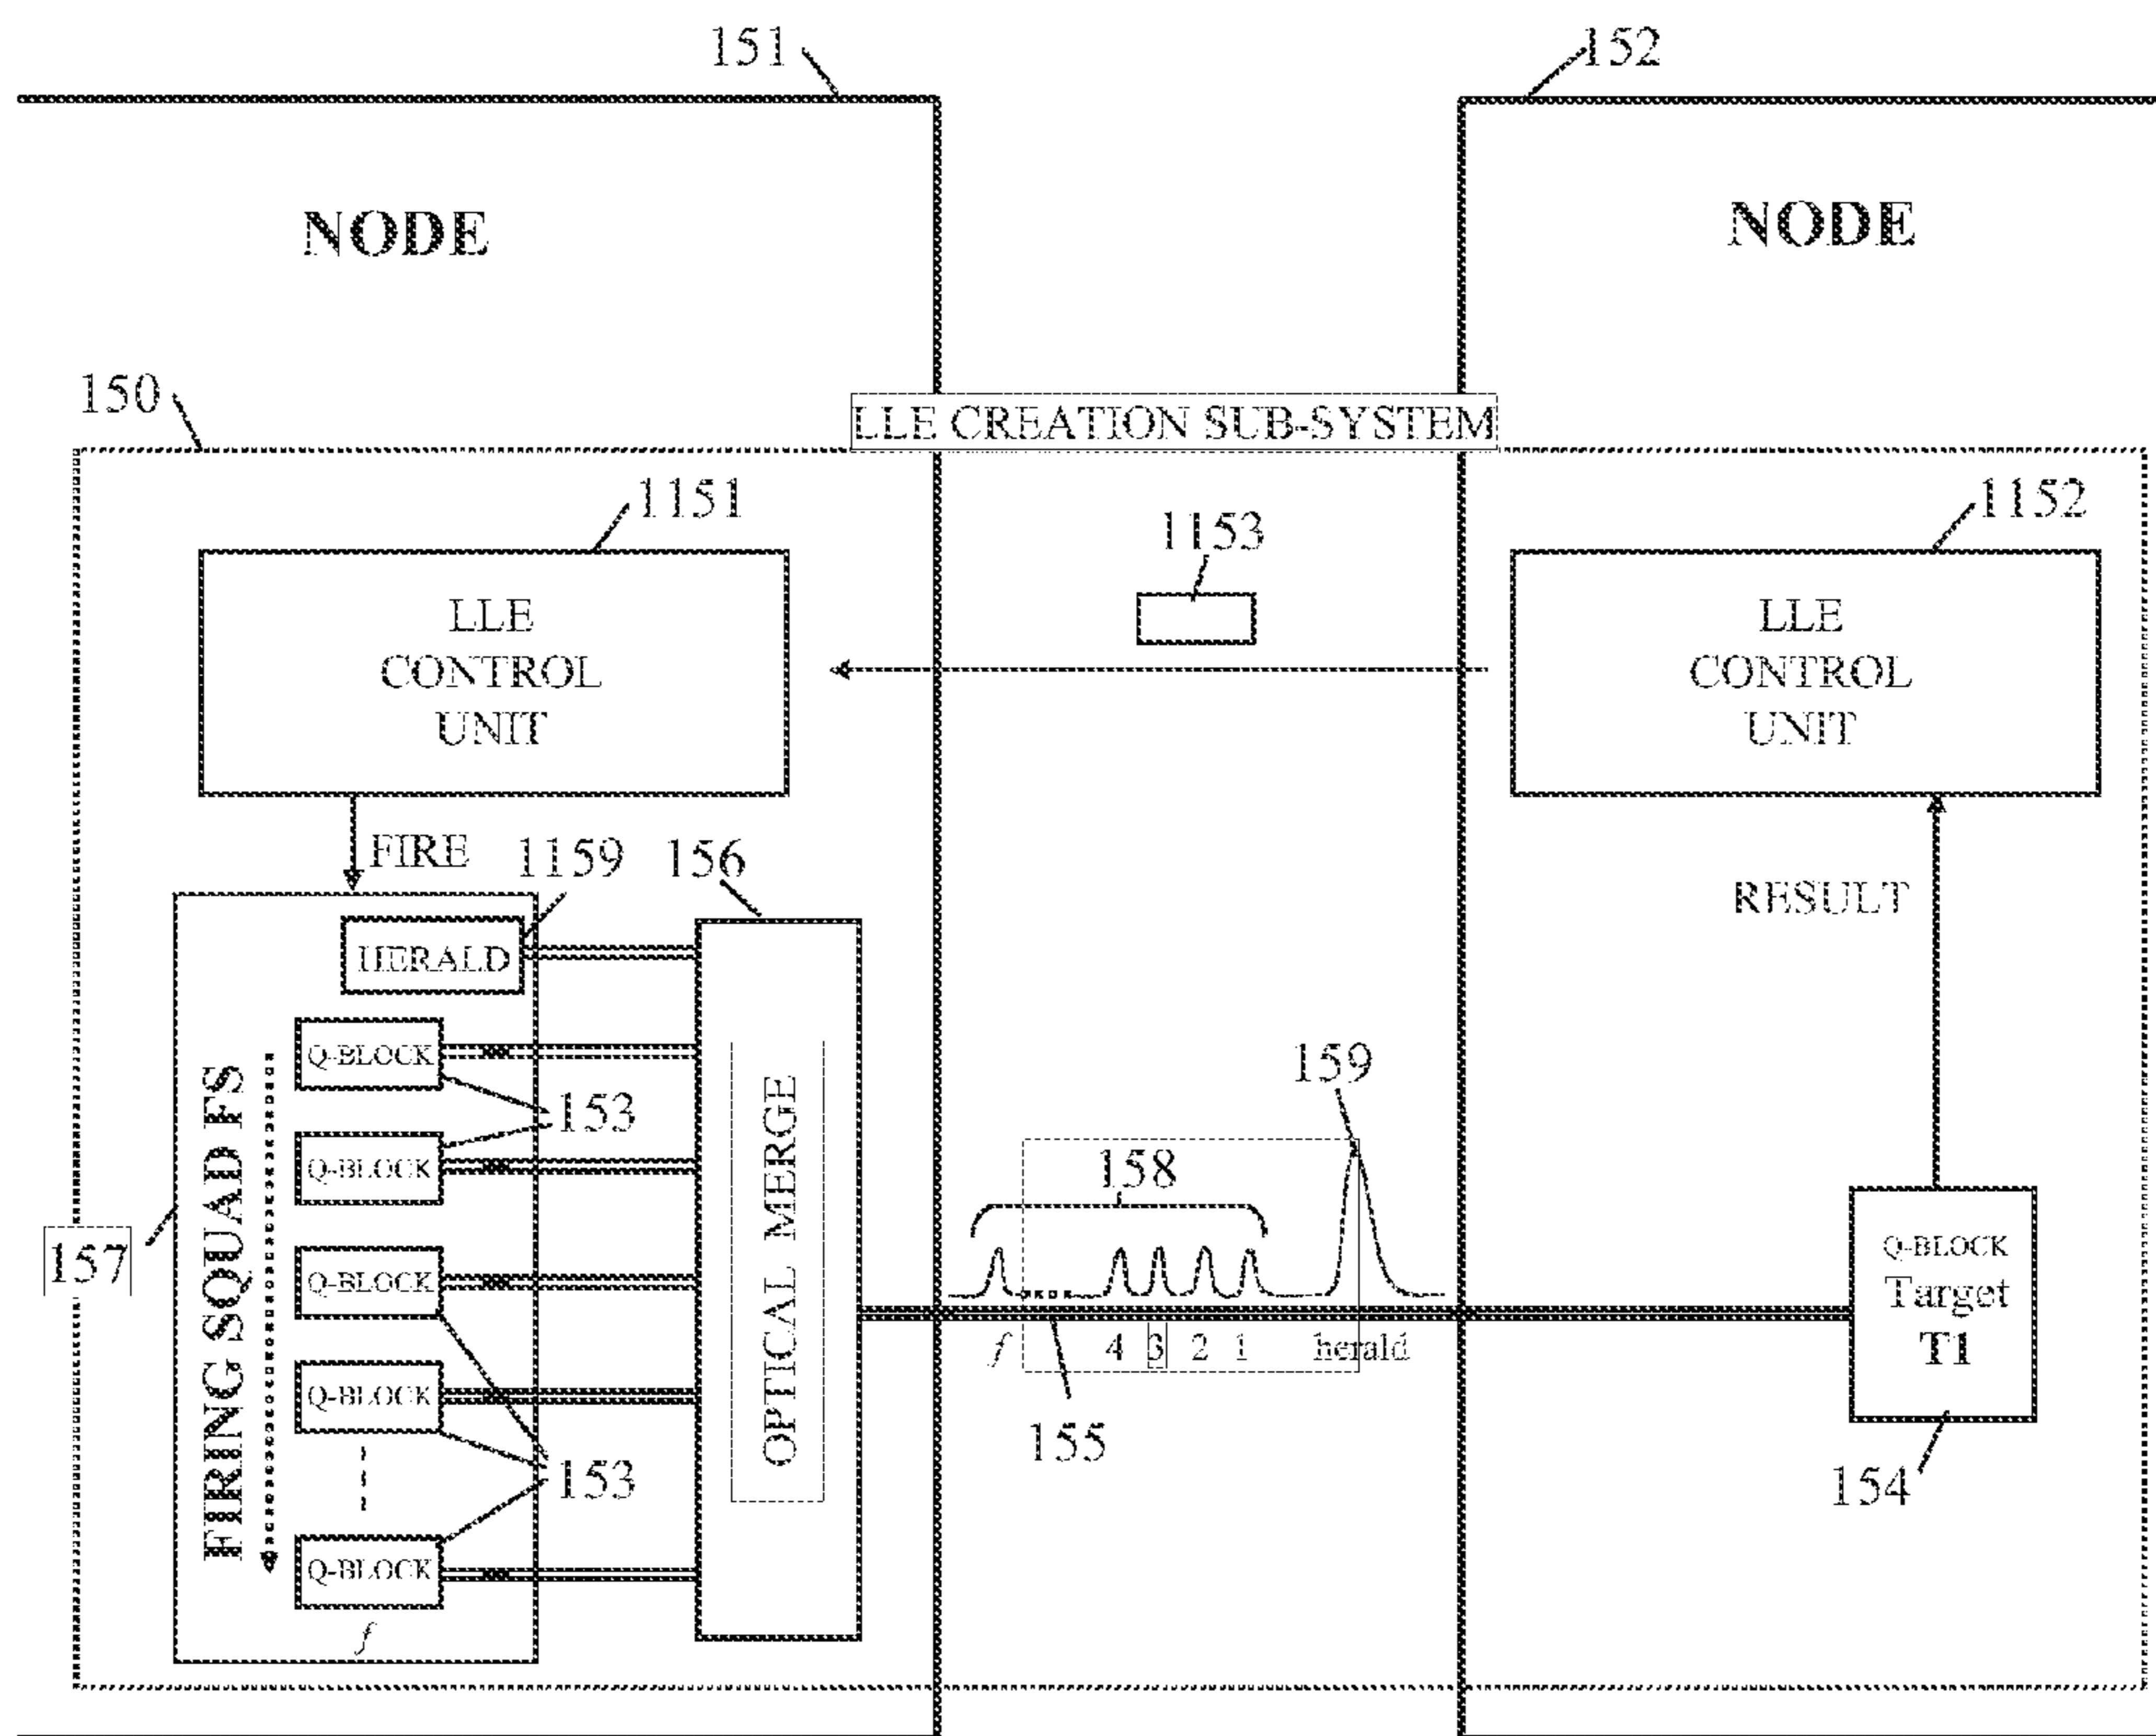 151
152
NODE
NODE
150
LLE CREATION SUB-SYSTEM
1151
1153
1152
LLE
CONTROL
UNIT
LLE
CONTROL
UNIT
FIRE
1159
156
RESULT
HERALD
FIRING SQUAD FS
Q-BLOCK
153
Q-BLOCK
Q-BLOCK
Q-BLOCK
153
Q-BLOCK
f
157
OPTICAL MERGE
159
158
f 4 3 2 1 herald
155
Q-BLOCK
Target
T1
154